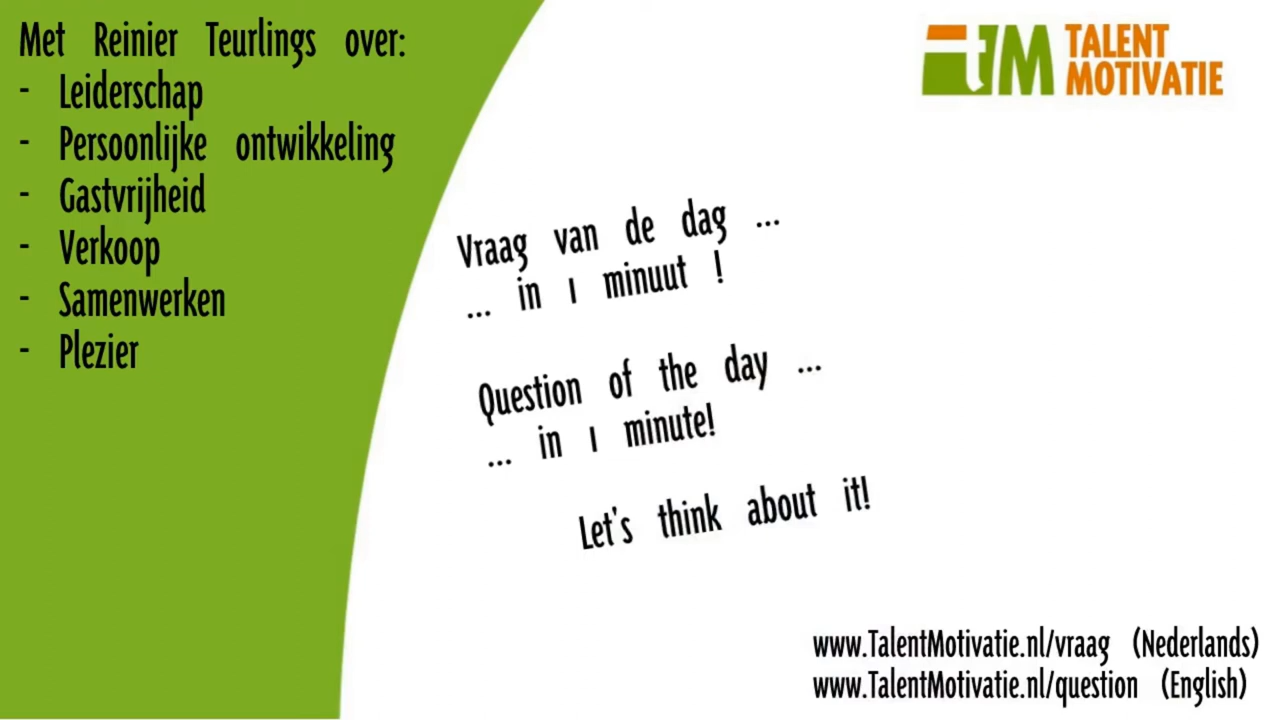 Met Reinier Teurlings over:
- Leiderschap
- Persoonlijke ontwikkeling
- Gastvrijheid
- Verkoop
- Samenwerken
- Plezier
tM TALENT
MOTIVATIE
Vraag van de dag ...
... in 1 minuut !
Question of the day ...
... in 1 minute!
Let's think about it!
www.TalentMotivatie.nl/vraag (Nederlands)
www.TalentMotivatie.nl/question (English)